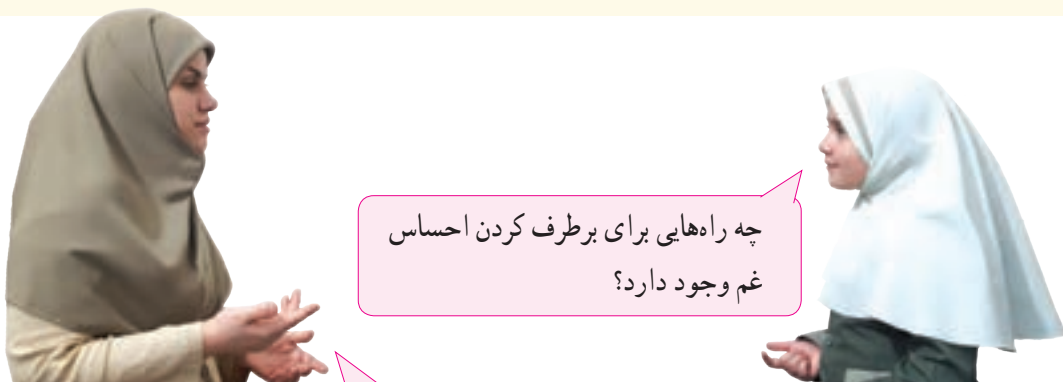 چه راه‌هایی برای برطرف کردن احساس
غم وجود دارد؟